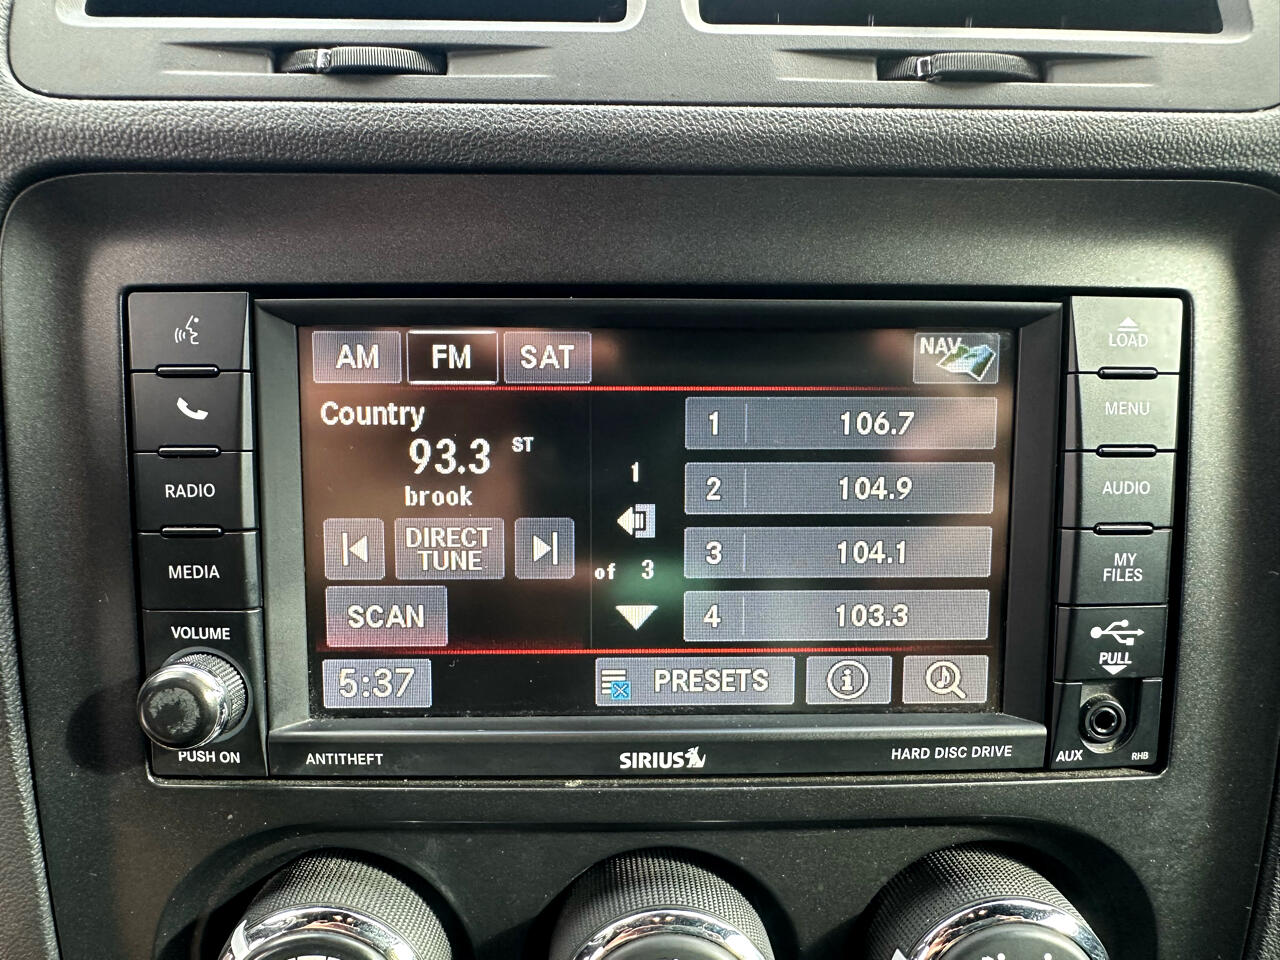 AM FM SAT NAV
LOAD
MENU
Country
1 106.7
93.3 ST
1
2 104.9
RADIO
AUDIO
brook
DIRECT
TUNE
3 104.1
of 3
MEDIA
MY
FILES
SCAN
4 103.3
VOLUME
PULL
5:37 PRESETS
PUSH ON
ANTITHEFT
SIRIUS
HARD DISC DRIVE
AUX
RHB